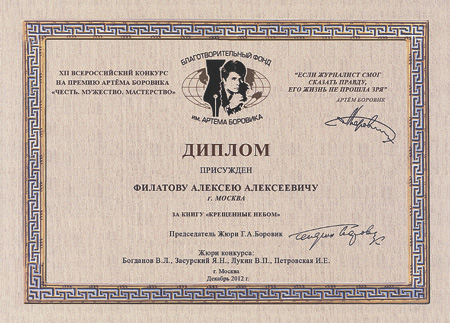 БЛАГОТВОРИТЕЛЬНЫЙ ФОНД
им. АРТЁМА БОРОВИКА
XII ВСЕРОССИЙСКИЙ КОНКУРС
НА ПРЕМИЮ АРТЁМА БОРОВИКА
«ЧЕСТЬ. МУЖЕСТВО. МАСТЕРСТВО»
"ЕСЛИ ЖУРНАЛИСТ СМОГ
СКАЗАТЬ ПРАВДУ,
ЕГО ЖИЗНЬ НЕ ПРОШЛА ЗРЯ"
АРТЁМ БОРОВИК
ДИПЛОМ
ПРИСУЖДЕН
ФИЛАТОВУ АЛЕКСЕЮ АЛЕКСЕЕВИЧУ
г. МОСКВА
ЗА КНИГУ «КРЕЩЕННЫЕ НЕБОМ»
Председатель Жюри Г.А.Боровик
Жюри конкурса:
Богданов В.Л., Засурский Я.Н., Лукин В.П., Петровская И.Е.
г. Москва
Декабрь 2012 г.